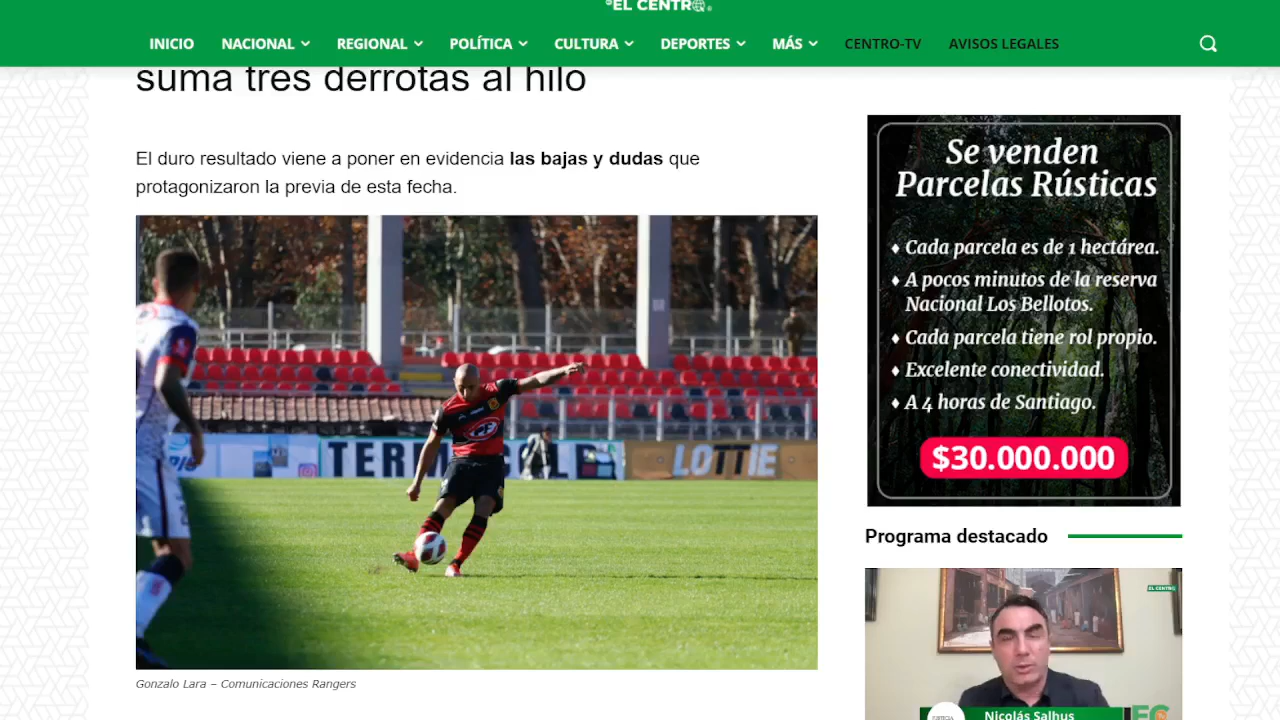 EL CENTRO
INICIO NACIONAL REGIONAL POLÍTICA CULTURA DEPORTES MÁS CENTRO-TV AVISOS LEGALES
suma tres derrotas al hilo
El duro resultado viene a poner en evidencia las bajas y dudas que
protagonizaron la previa de esta fecha.
LOTTIE
Gonzalo Lara – Comunicaciones Rangers
Se venden
Parcelas Rústicas
♦ Cada parcela es de 1 hectárea.
♦ A pocos minutos de la reserva
Nacional Los Bellotos.
♦ Cada parcela tiene rol propio.
♦ Excelente conectividad.
♦ A 4 horas de Santiago.
$30.000.000
Programa destacado
EL CENTRO
Nicolás Salhus